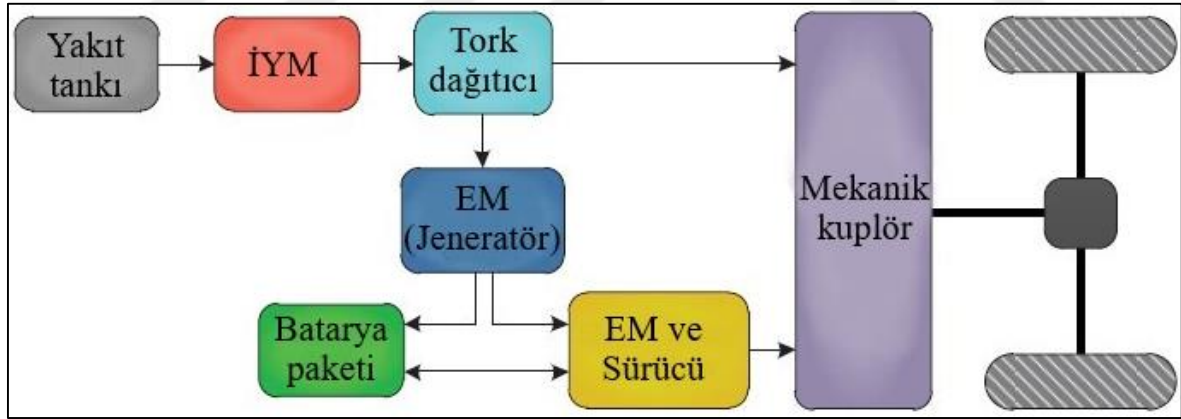 Yakıt
tankı
İYM
Tork
dağıtıcı
EM
(Jeneratör)
Mekanik
kuplör
Batarya
paketi
EM ve
Sürücü